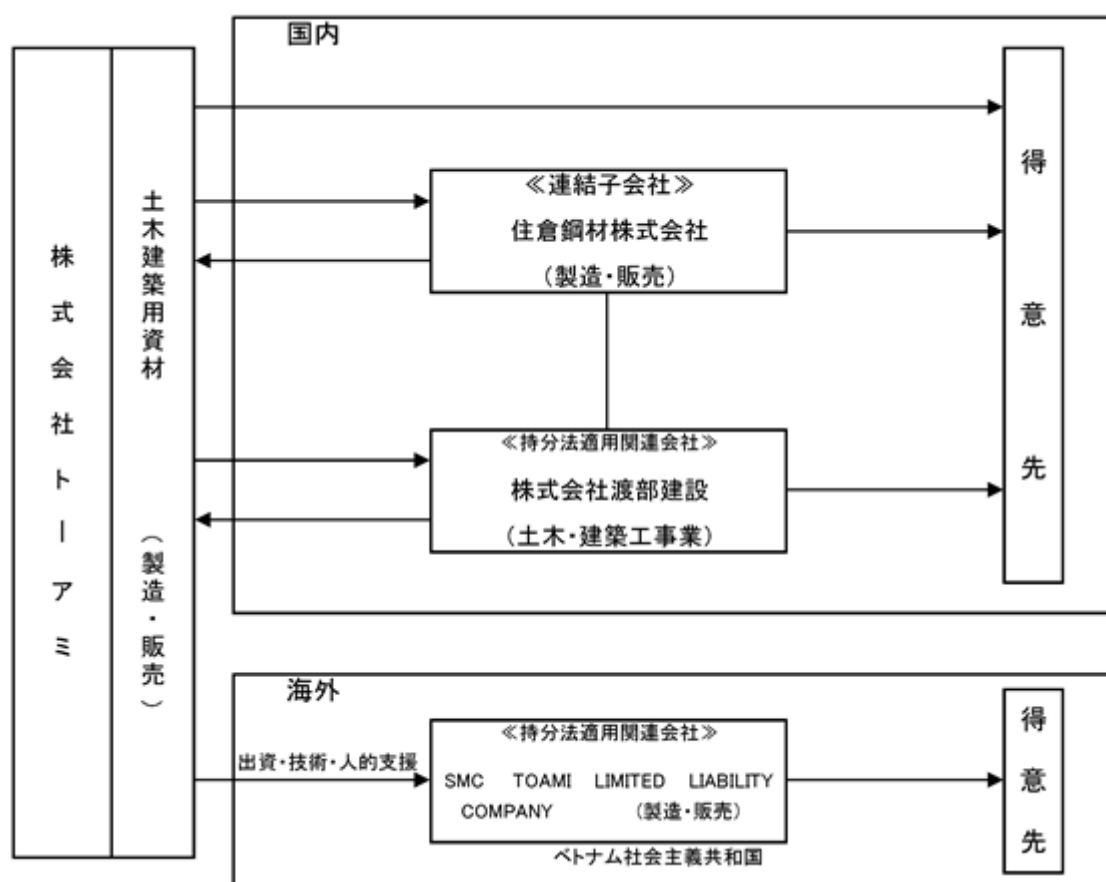 株式会社トーアミ
土木建築用資材
（製造・販売）
国内
≪連結子会社≫
住倉鋼材株式会社
（製造・販売）
≪持分法適用関連会社≫
株式会社渡部建設
（土木・建築工事業）
得意先
海外
出資・技術・人的支援
≪持分法適用関連会社≫
SMC TOAMI LIMITED LIABILITY
COMPANY （製造・販売）
ベトナム社会主義共和国
得意先